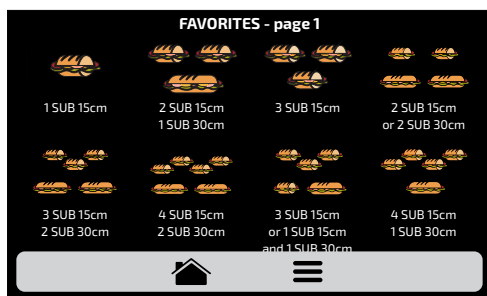 FAVORITES - page 1
1 SUB 15cm
2 SUB 15cm
1 SUB 30cm
3 SUB 15cm
2 SUB 15cm
or 2 SUB 30cm
3 SUB 15cm
2 SUB 30cm
4 SUB 15cm
2 SUB 30cm
3 SUB 15cm
or 1 SUB 15cm
and 1 SUB 30cm
4 SUB 15cm
1 SUB 30cm